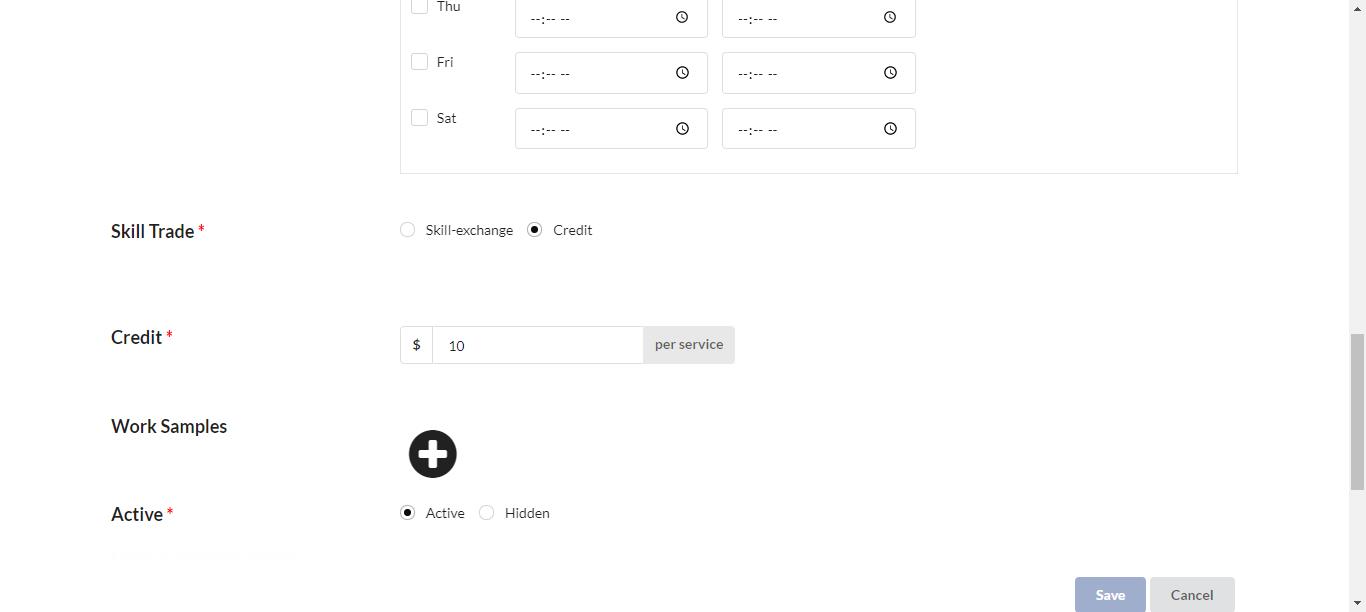 Thu --:-- -- --:-- --
Fri --:-- -- --:-- --
Sat --:-- -- --:-- --
Skill Trade * Skill-exchange Credit
Credit * $ 10 per service
Work Samples
Active * Active Hidden
Save Cancel